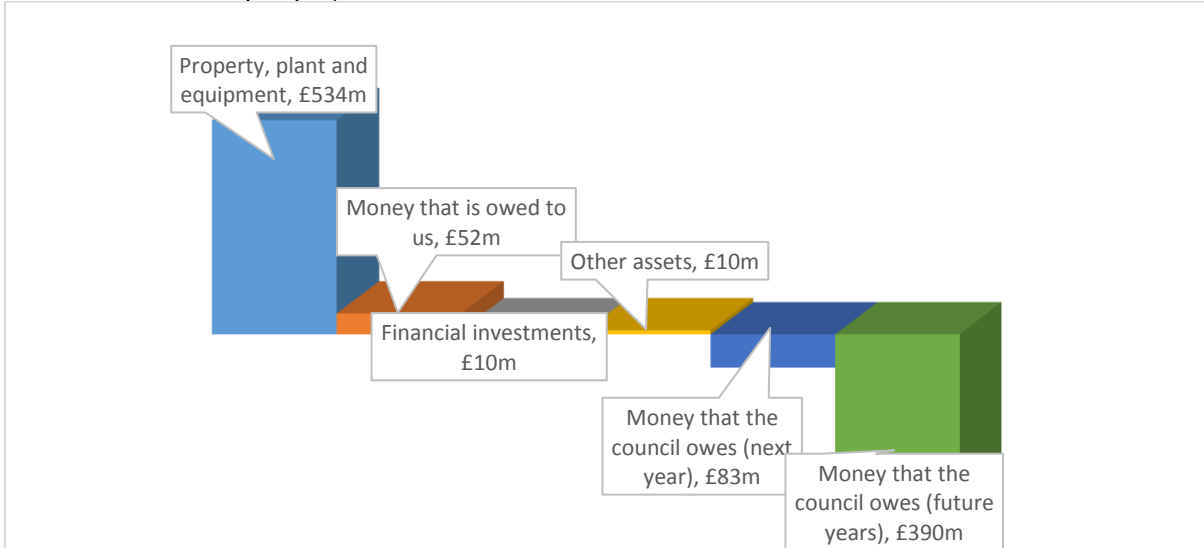 Property, plant and
equipment, £534m
Money that is owed to
us, £52m
Other assets, £10m
Financial investments,
£10m
Money that the
council owes (next
year), £83m
Money that the
council owes (future
years), £390m